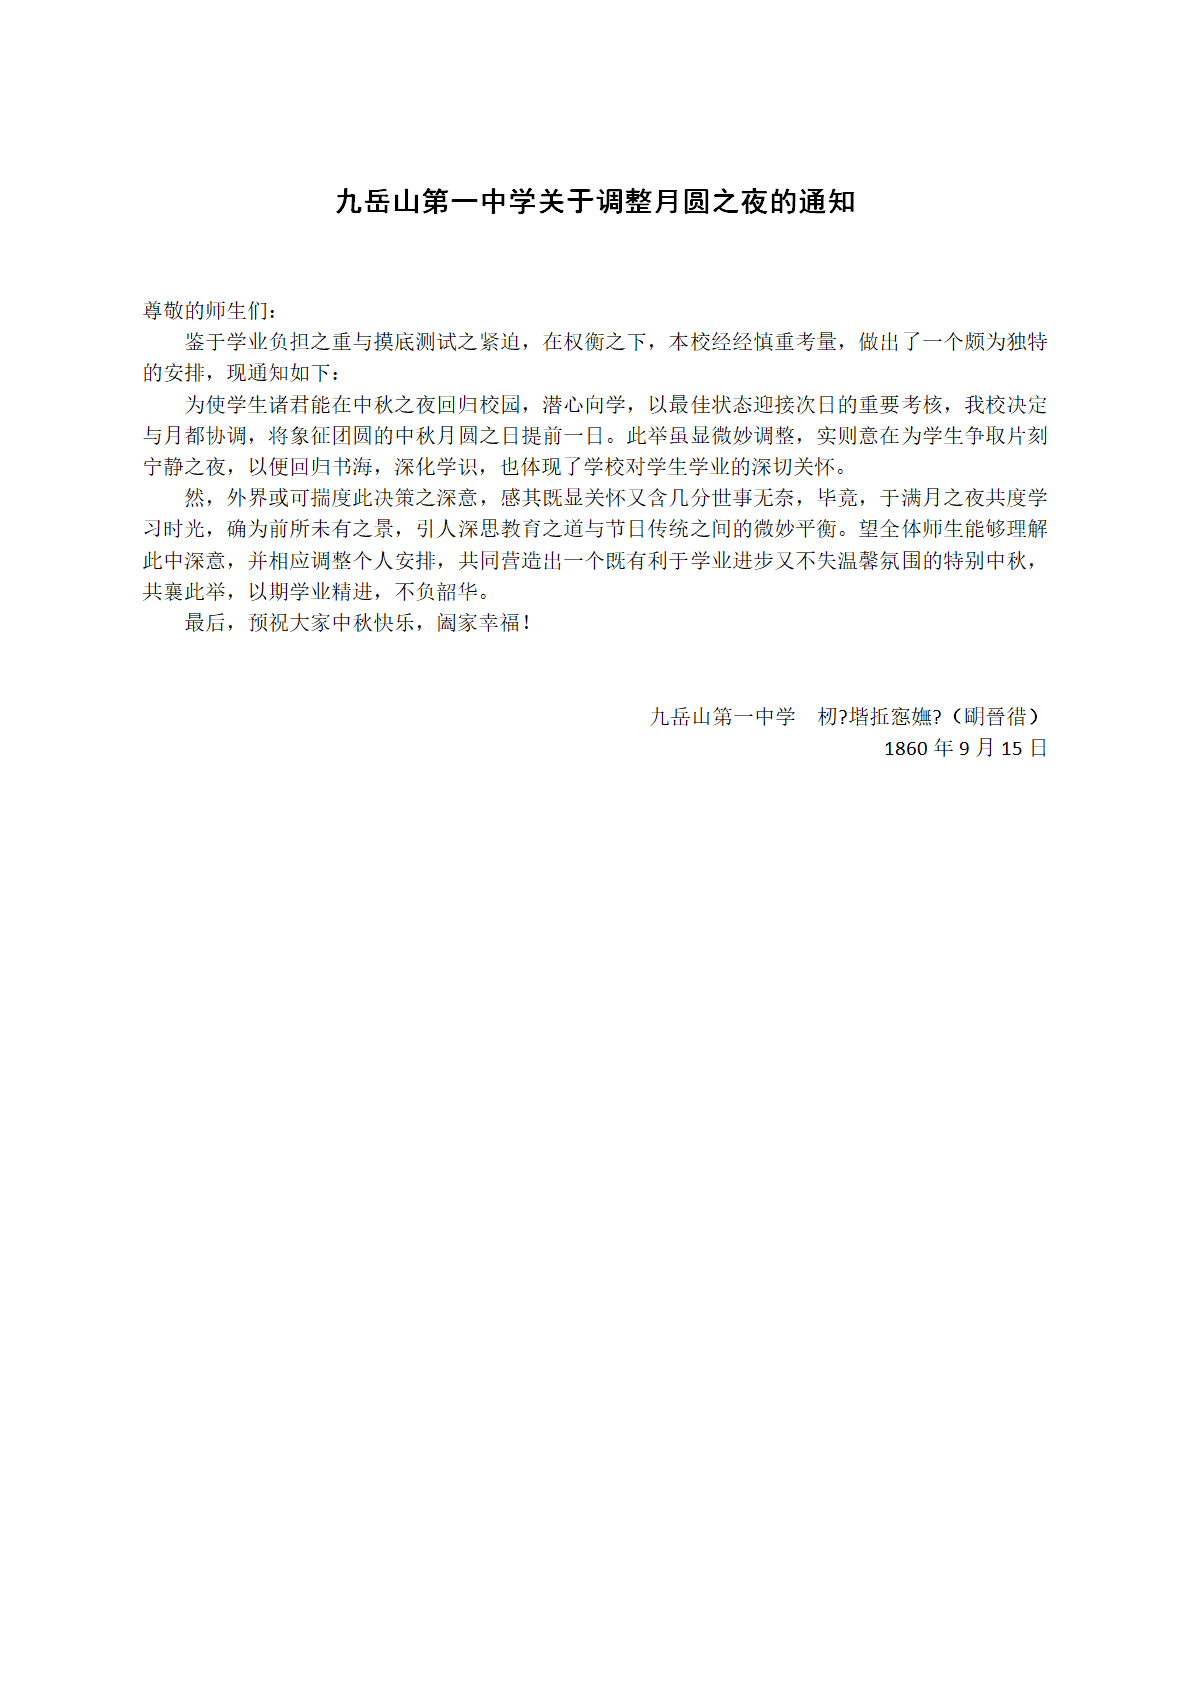 九岳山第一中学关于调整月圆之夜的通知
尊敬的师生们：
鉴于学业负担之重与摸底测试之紧迫，在权衡之下，本校经经慎重考量，做出了一个颇为独特
的安排，现通知如下：
为使学生诸君能在中秋之夜回归校园，潜心向学，以最佳状态迎接次日的重要考核，我校决定
与月都协调，将象征团圆的中秋月圆之日提前一日。此举虽显微妙调整，实则意在为学生争取片刻
宁静之夜，以便回归书海，深化学识，也体现了学校对学生学业的深切关怀。
然，外界或可揣度此决策之深意，感其既显关怀又含几分世事无奈，毕竟，于满月之夜共度学
习时光，确为前所未有之景，引人深思教育之道与节日传统之间的微妙平衡。望全体师生能够理解
此中深意，并相应调整个人安排，共同营造出一个既有利于学业进步又不失温馨氛围的特别中秋，
共襄此举，以期学业精进，不负韶华。
最后，预祝大家中秋快乐，阖家幸福！
九岳山第一中学
1860 年 9 月 15 日